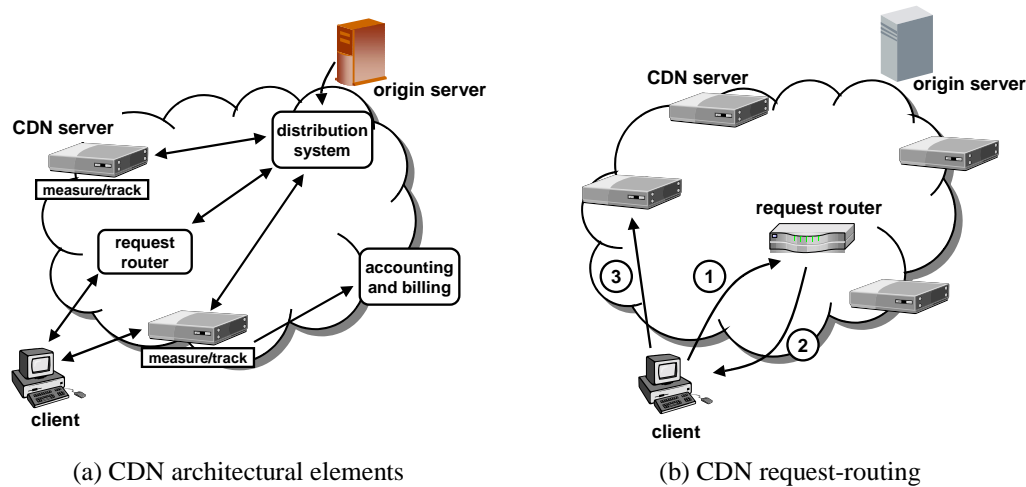 origin server
CDN server
distribution
system
measure/track
request
router
accounting
and billing
measure/track
client
(a) CDN architectural elements
origin server
CDN server
request router
3
1
2
client
(b) CDN request-routing